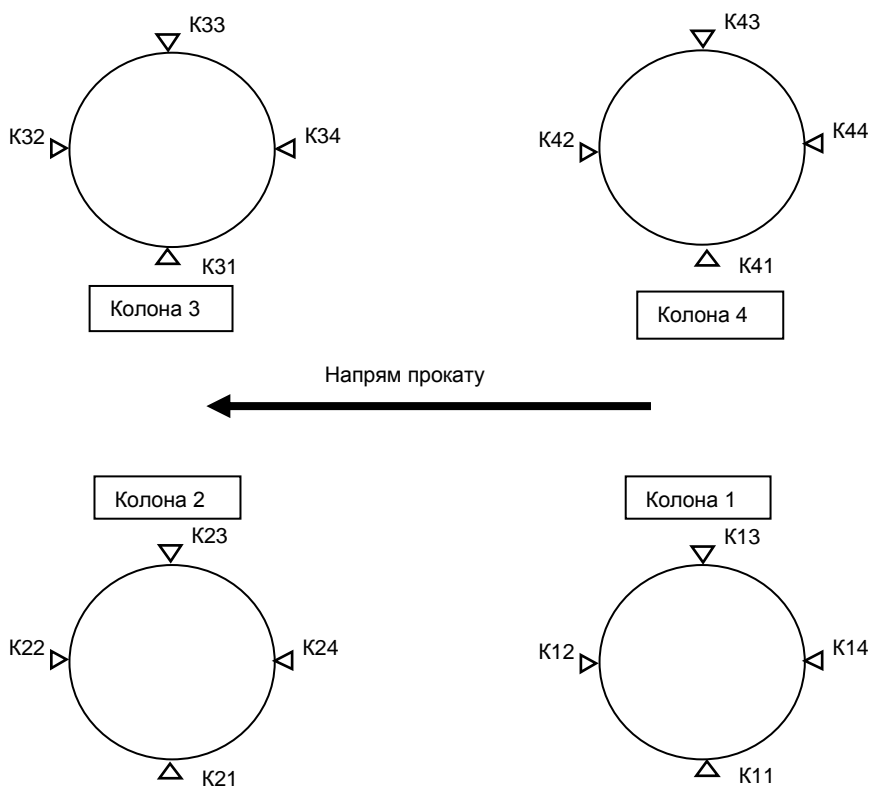 К33
К43
К32
К34
К42
К44
К31
К41
Колона 3
Колона 4
Напрям прокату
Колона 2
Колона 1
К23
К13
К22
К24
К12
К14
К21
К11